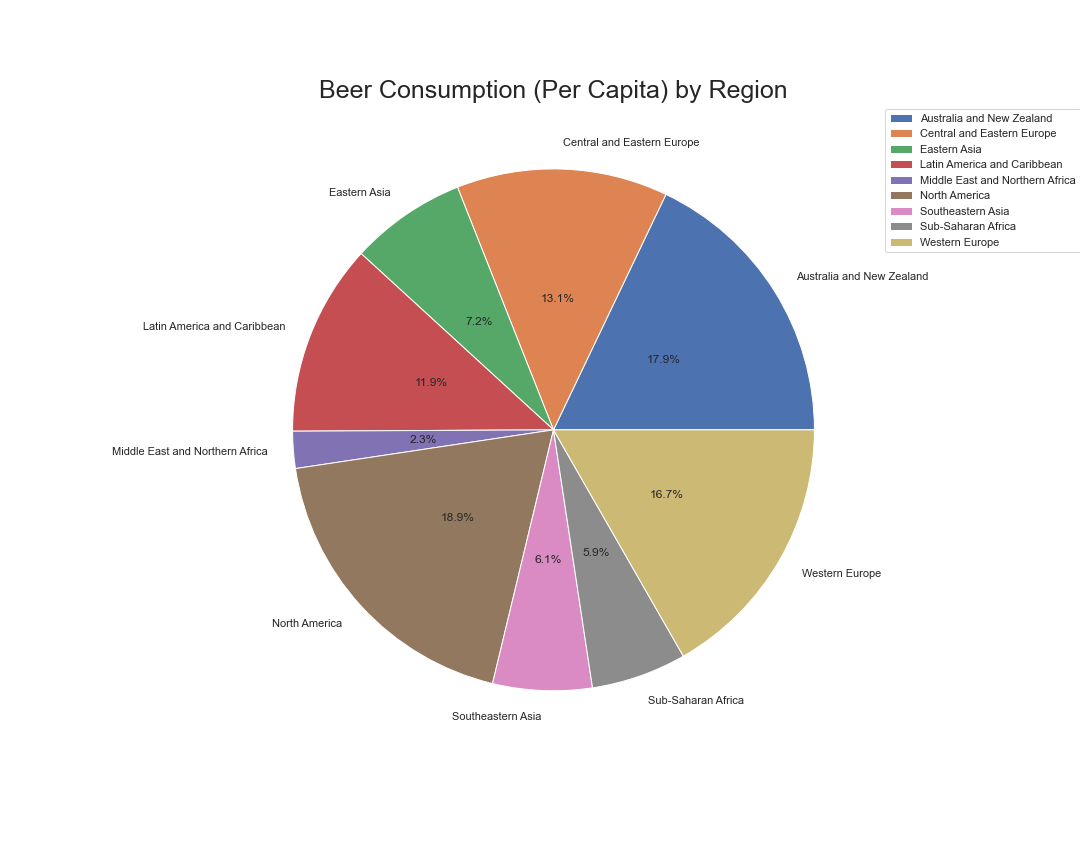 Beer Consumption (Per Capita) by Region
Australia and New Zealand
Central and Eastern Europe
Eastern Asia
Latin America and Caribbean
Middle East and Northern Africa
North America
Southeastern Asia
Sub-Saharan Africa
Western Europe
Central and Eastern Europe
Eastern Asia
Australia and New Zealand
13.1%
7.2%
Latin America and Caribbean
17.9%
11.9%
2.3%
Middle East and Northern Africa
16.7%
18.9%
5.9%
6.1%
Western Europe
North America
Sub-Saharan Africa
Southeastern Asia